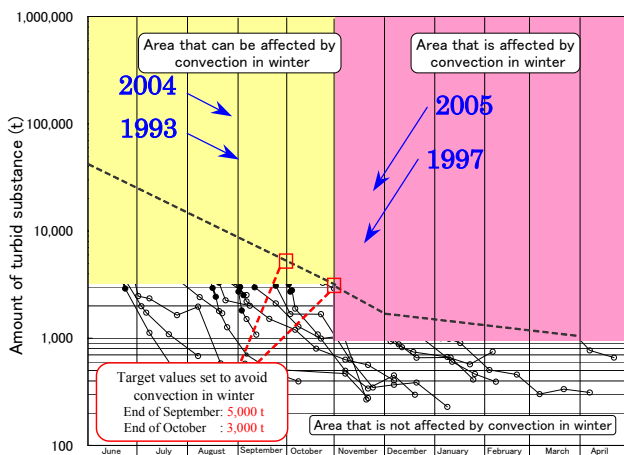 1,000,000
100,000
10,000
1,000
100
Amount of turbid substance (t)
Area that can be affected by
convection in winter
Area that is affected by
convection in winter
2004
1993
2005
1997
Target values set to avoid
convection in winter
End of September: 5,000 t
End of October : 3,000 t
Area that is not affected by convection in winter
June July August September October November December January February March April